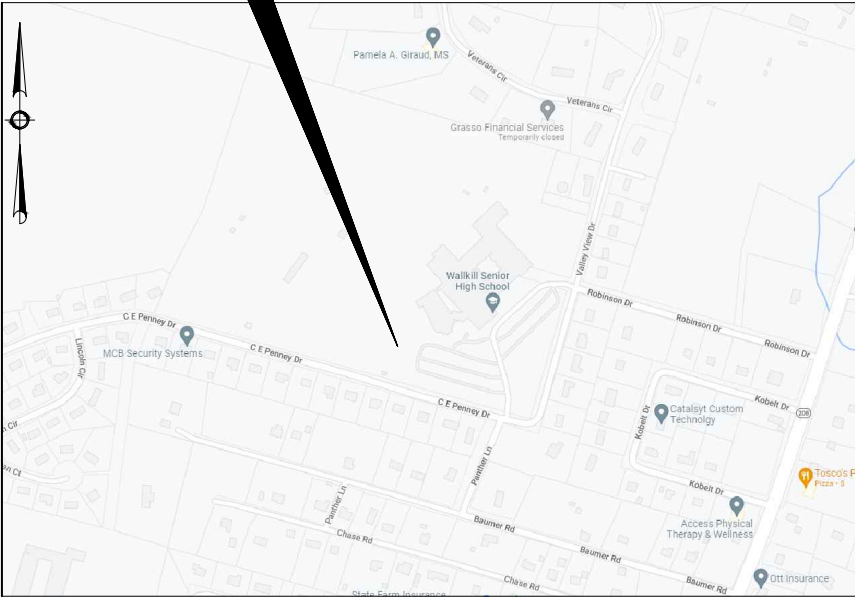 Pamela A. Giraud, MS
Veterans Cir
Veterans Cir
Grasso Financial Services
Temporarily closed
Valley View Dr
Wallkill Senior
High School
Robinson Dr
Robinson Dr
Robinson Dr
C E Penney Dr
MCB Security Systems
Lincoln Cir
C E Penney Dr
C E Penney Dr
Kobelt Dr
208
Catalsyt Custom
Technolgy
Kobelt Dr
n Cir
Panther Ln
en Ct
Tosco's P
Pizza · $
Kobelt Dr
Panther Ln
Access Physical
Therapy & Wellness
Baumer Rd
Chase Rd
Baumer Rd
Ott Insurance
Chase Rd
Baumer Rd
State Farm Insurance